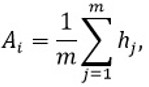 $A_i = \frac{1}{m} \sum_{j=1}^{m} h_j,$